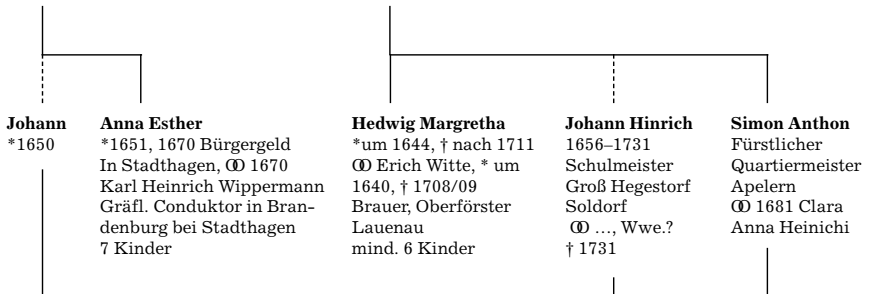 Johann
*1650
Anna Esther
*1651, 1670 Bürgergeld
In Stadthagen, ꝏ 1670
Karl Heinrich Wippermann
Gräfl. Conduktor in Bran-
denburg bei Stadthagen
7 Kinder
Hedwig Margretha
*um 1644, † nach 1711
ꝏ Erich Witte, * um
1640, † 1708/09
Brauer, Oberförster
Lauenau
mind. 6 Kinder
Johann Hinrich
1656–1731
Schulmeister
Groß Hegestorf
Soldorf
ꝏ …, Wwe.?
† 1731
Simon Anthon
Fürstlicher
Quartiermeister
Apelern
ꝏ 1681 Clara
Anna Heinichi